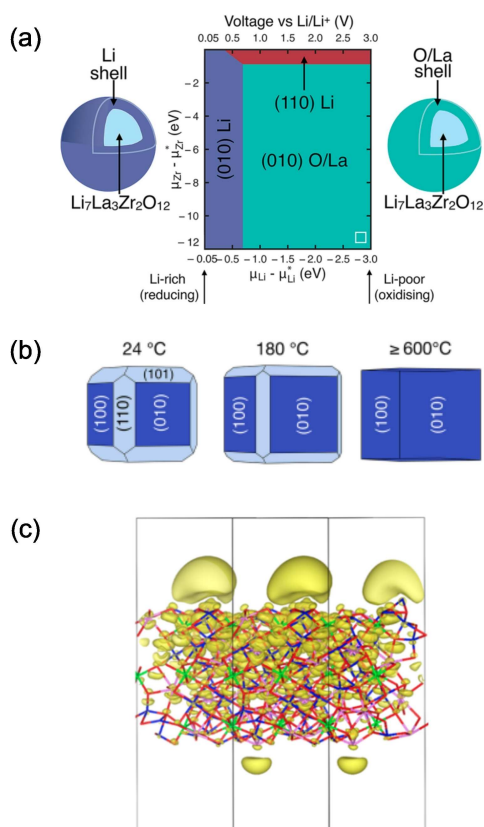 (a)
Voltage vs Li/Li⁺ (V)
-0.05 0.5 1.0 1.5 2.0 2.5 3.0
Li
shell
O/La
shell
μZr - μ*Zr (eV)
-2
-4
-6
-8
-10
-12
(010) Li
(110) Li
(010) O/La
Li₇La₃Zr₂O₁₂
Li₇La₃Zr₂O₁₂
-0.05 -0.5 -1.0 -1.5 -2.0 -2.5 -3.0
μLi - μ*Li (eV)
Li-rich
(reducing)
Li-poor
(oxidising)
(b)
24 °C
180 °C
≥ 600°C
(101)
(100)
(110)
(010)
(100)
(010)
(100)
(010)
(c)